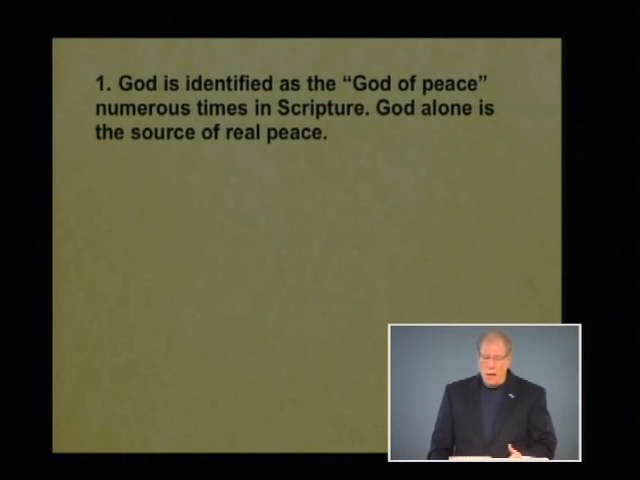 1. God is identified as the “God of peace”
numerous times in Scripture. God alone is
the source of real peace.